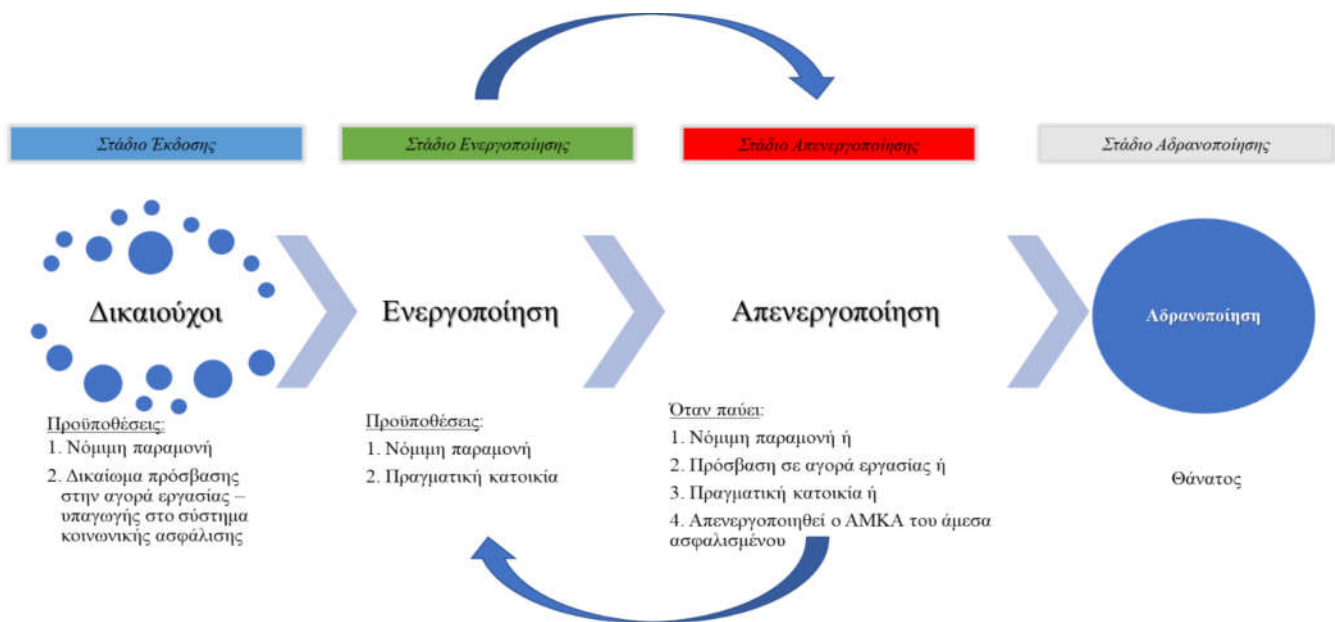 Στάδιο Έκδοσης
Στάδιο Ενεργοποίησης
Στάδιο Απενεργοποίησης
Στάδιο Αδρανοποίησης
Δικαιούχοι
Ενεργοποίηση
Απενεργοποίηση
Αδρανοποίηση
Προϋποθέσεις:
1. Νόμιμη παραμονή
2. Δικαίωμα πρόσβασης
στην αγορά εργασίας –
υπαγωγής στο σύστημα
κοινωνικής ασφάλισης
Προϋποθέσεις:
1. Νόμιμη παραμονή
2. Πραγματική κατοικία
Όταν παύει:
1. Νόμιμη παραμονή ή
2. Πρόσβαση σε αγορά εργασίας ή
3. Πραγματική κατοικία ή
4. Απενεργοποιηθεί ο ΑΜΚΑ του άμεσα
ασφαλισμένου
Θάνατος